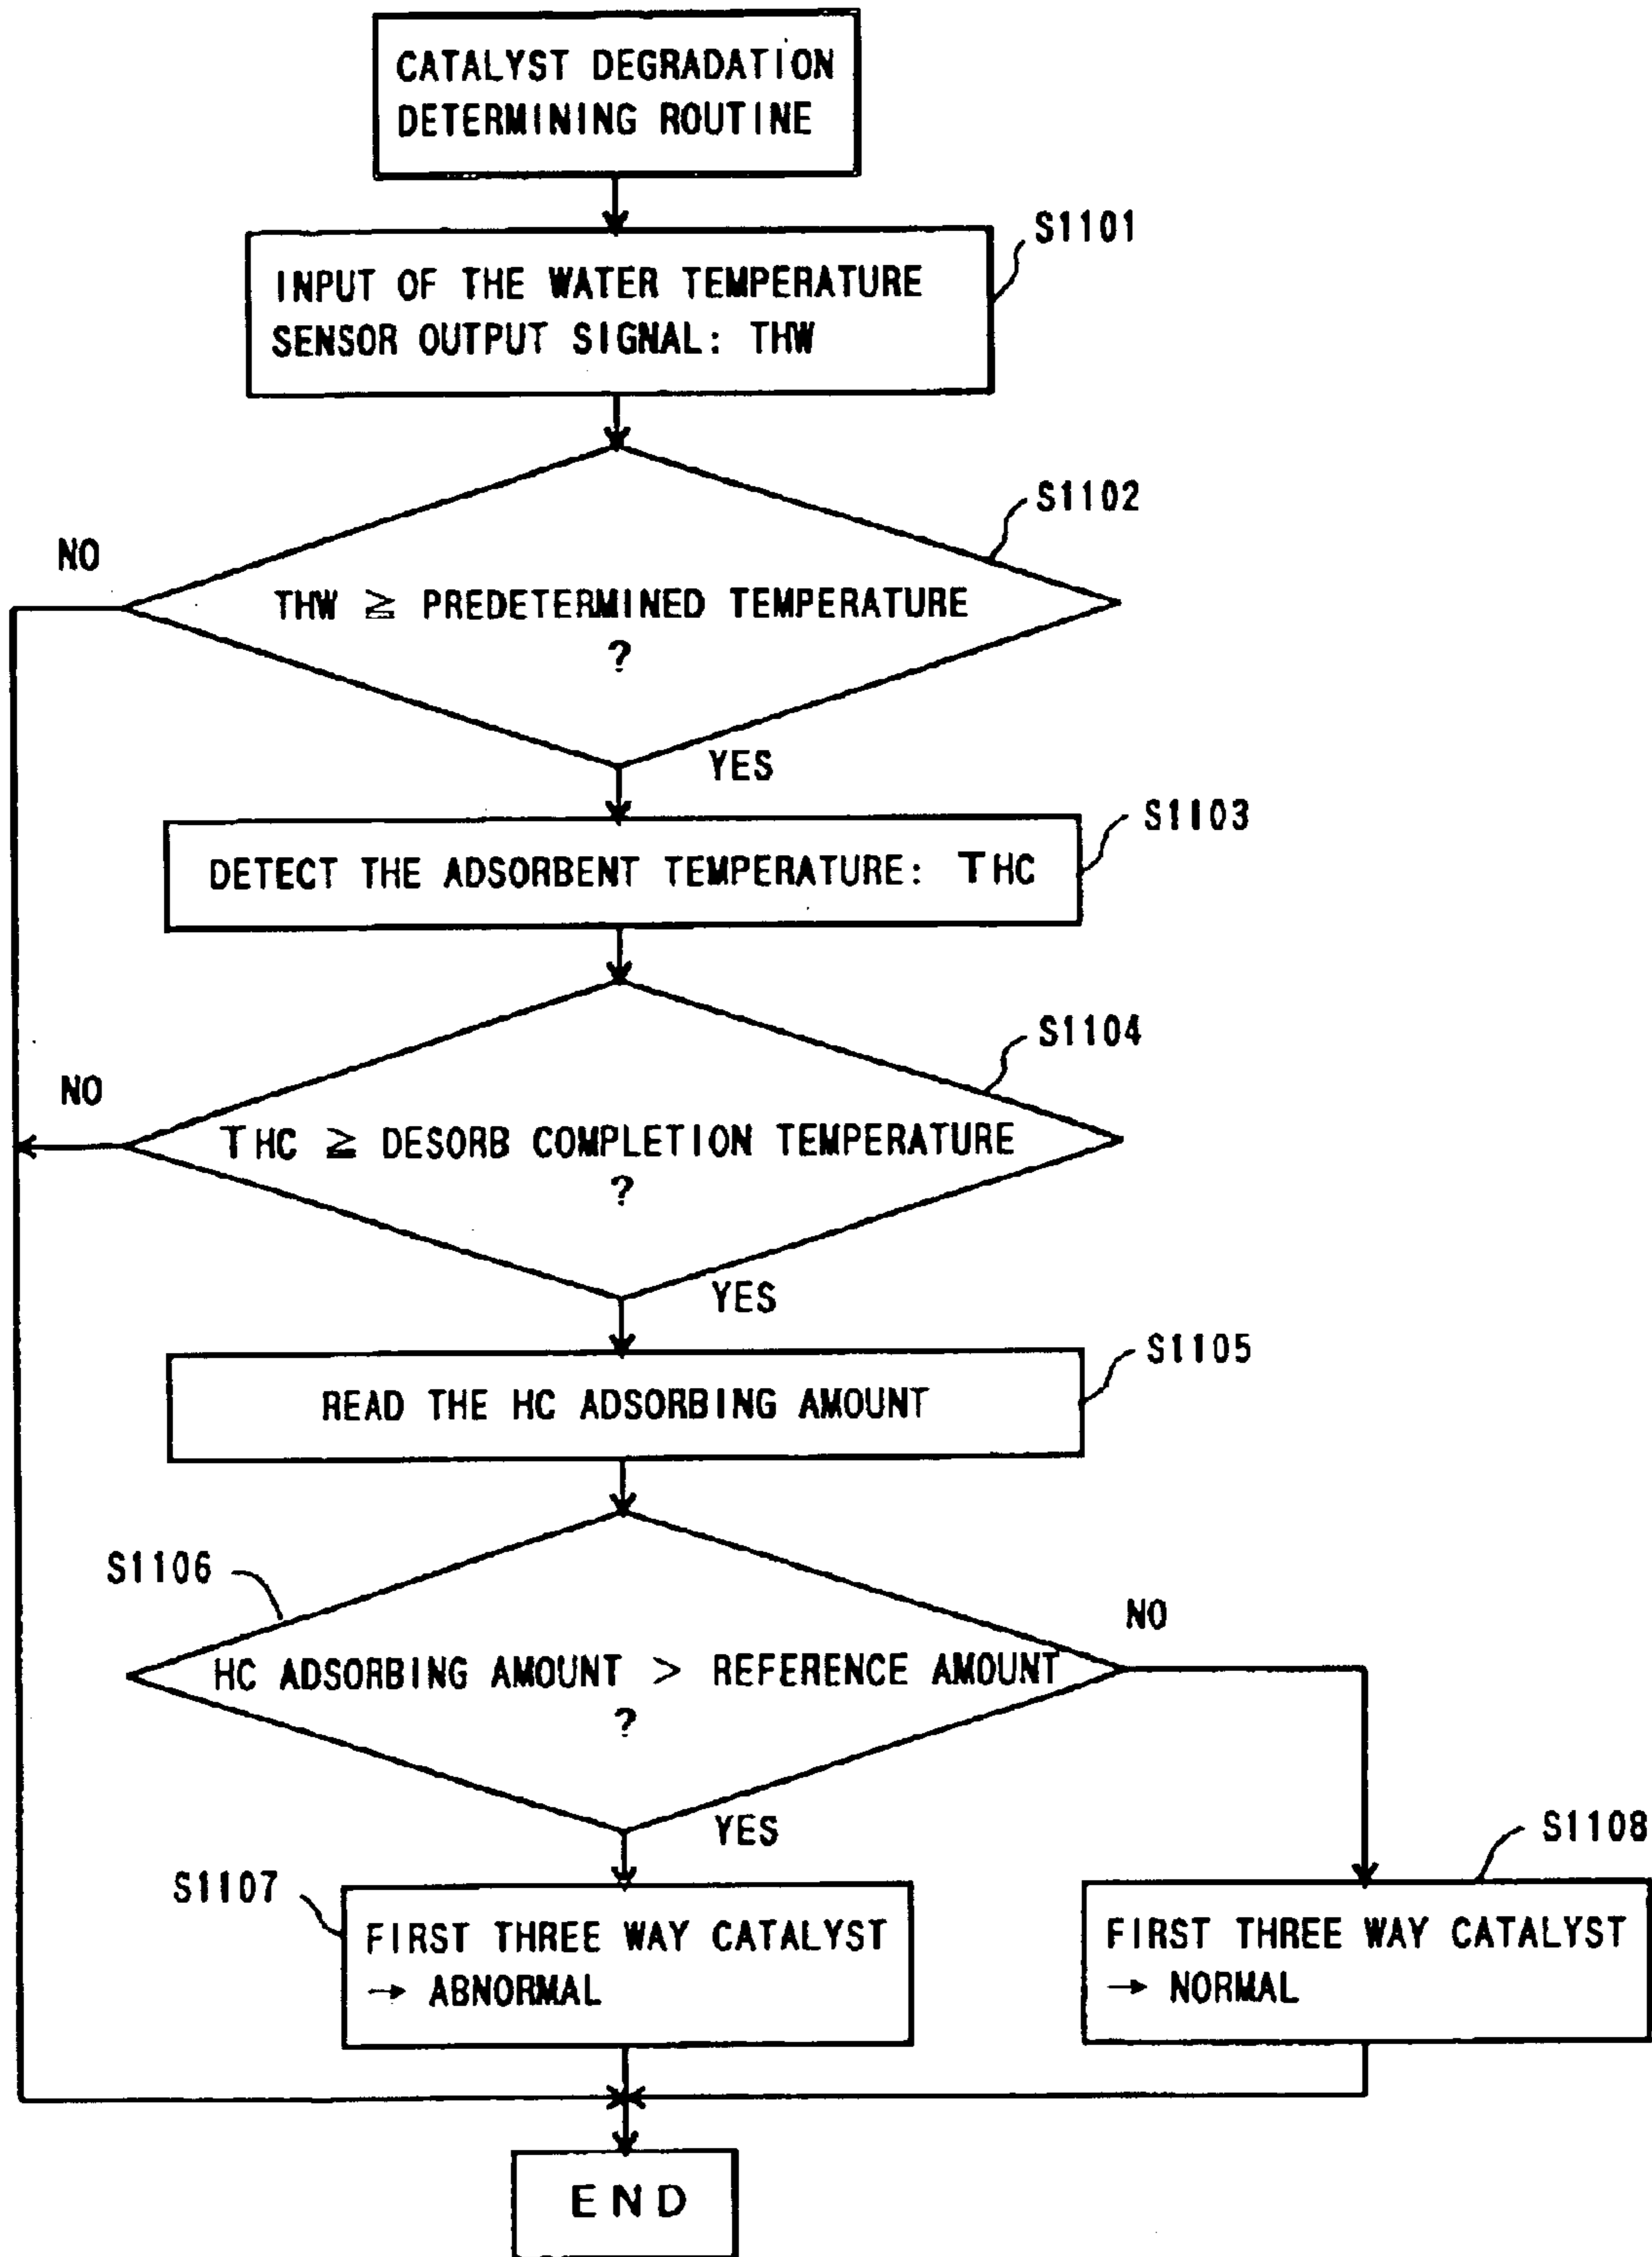 CATALYST DEGRADATION
DETERMINING ROUTINE
S1101
INPUT OF THE WATER TEMPERATURE
SENSOR OUTPUT SIGNAL: THW
S1102
NO
THW ≧ PREDETERMINED TEMPERATURE
?
YES
S1103
DETECT THE ADSORBENT TEMPERATURE: THC
S1104
NO
THC ≧ DESORB COMPLETION TEMPERATURE
?
YES
S1105
READ THE HC ADSORBING AMOUNT
S1106
NO
HC ADSORBING AMOUNT > REFERENCE AMOUNT
?
YES
S1108
S1107
FIRST THREE WAY CATALYST
→ ABNORMAL
FIRST THREE WAY CATALYST
→ NORMAL
END